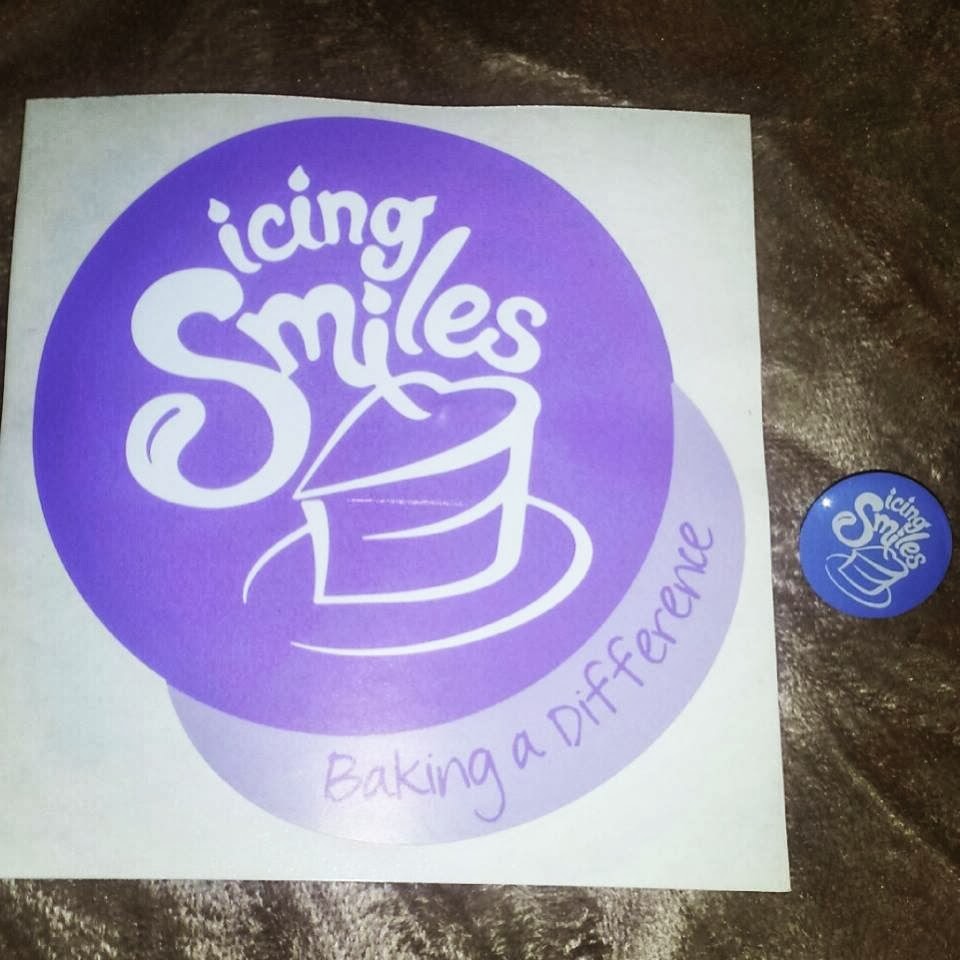 icing
Smiles
Baking a Difference
icing
Smiles